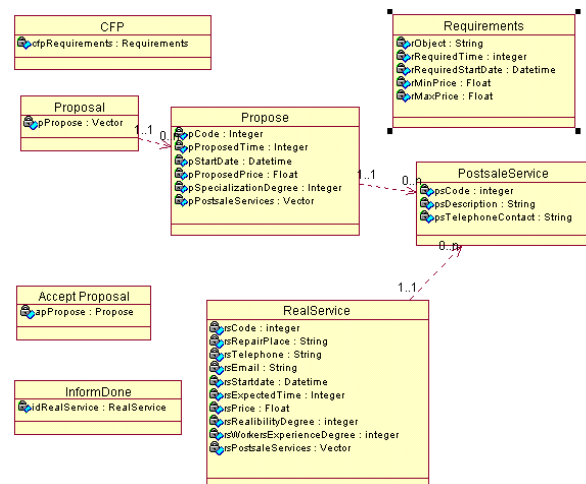 CFP
cfpRequirements : Requirements
Requirements
rObject : String
rRequiredTime : integer
rRequiredStartDate : Datetime
rMinPrice : Float
rMaxPrice : Float
Proposal
pPropose : Vector
1..1
0..n
Propose
pCode : Integer
pProposedTime : Integer
pStartDate : Datetime
pProposedPrice : Float
pSpecializationDegree : Integer
pPostsaleServices : Vector
1..1
0..n
PostsaleService
psCode : integer
psDescription : String
psTelephoneContact : String
0..n
1..1
Accept Proposal
apPropose : Propose
InformDone
idRealService : RealService
RealService
rsCode : integer
rsRepairPlace : String
rsTelephone : String
rsEmail : String
rsStartdate : Datetime
rsExpectedTime : Integer
rsPrice : Float
rsRealibilityDegree : integer
rsWorkersExperienceDegree : integer
rsPostsaleServices : Vector